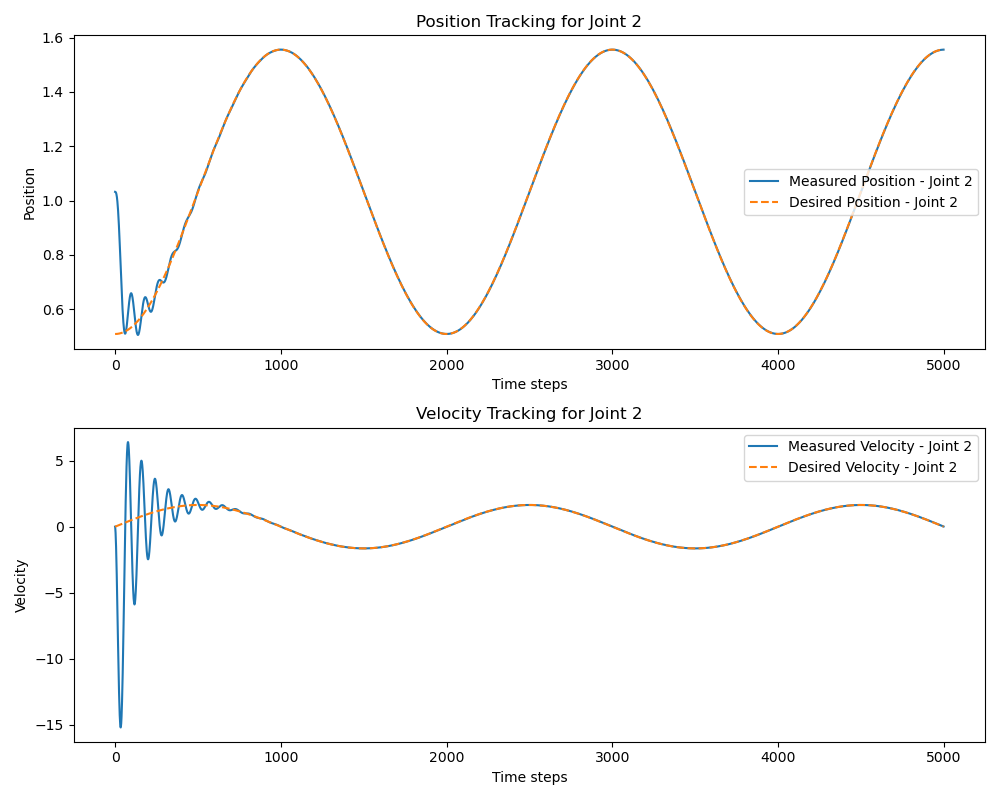 Position Tracking for Joint 2
1.6
1.4
1.2
1.0
0.8
0.6
Position
Measured Position - Joint 2
Desired Position - Joint 2
0 1000 2000 3000 4000 5000
Time steps
Velocity Tracking for Joint 2
5
0
−5
−10
−15
Velocity
Measured Velocity - Joint 2
Desired Velocity - Joint 2
0 1000 2000 3000 4000 5000
Time steps